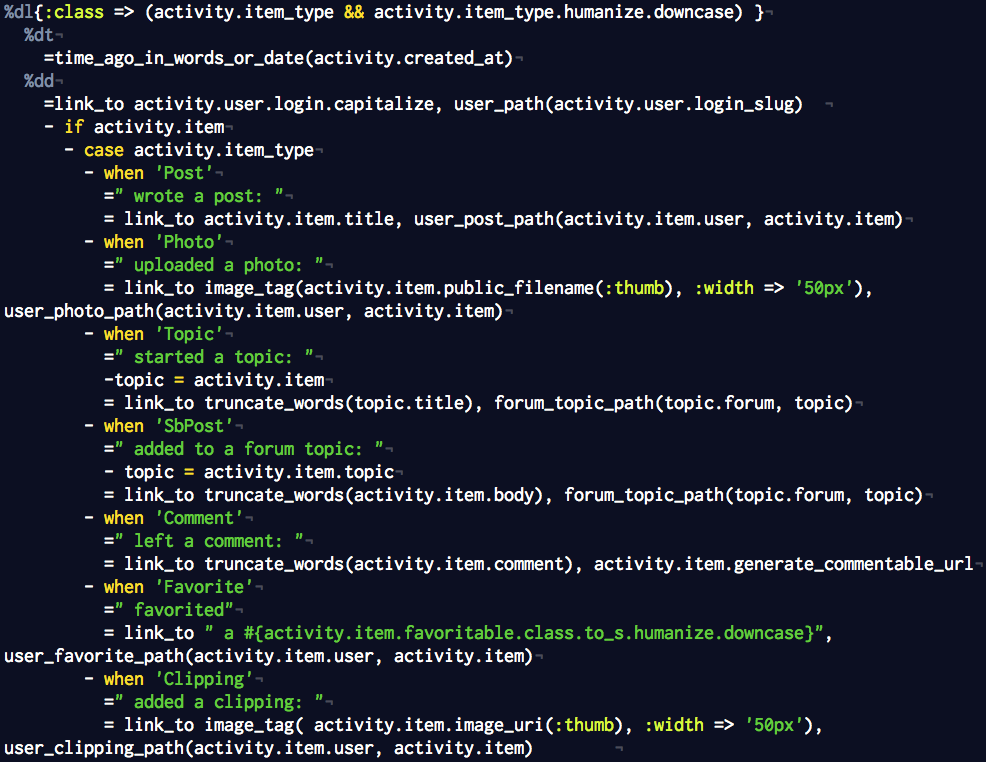 %dl{:class => (activity.item_type && activity.item_type.humanize.downcase) }¬
  %dt¬
    =time_ago_in_words_or_date(activity.created_at)¬
  %dd¬
    =link_to activity.user.login.capitalize, user_path(activity.user.login_slug)  ¬
    - if activity.item¬
      - case activity.item_type¬
        - when 'Post'¬
          =" wrote a post: "¬
          = link_to activity.item.title, user_post_path(activity.item.user, activity.item)¬
        - when 'Photo'¬
          =" uploaded a photo: "¬
          = link_to image_tag(activity.item.public_filename(:thumb), :width => '50px'),
user_photo_path(activity.item.user, activity.item)¬
        - when 'Topic'¬
          =" started a topic: "¬
          -topic = activity.item¬
          = link_to truncate_words(topic.title), forum_topic_path(topic.forum, topic)¬
        - when 'SbPost'¬
          =" added to a forum topic: "¬
          - topic = activity.item.topic¬
          = link_to truncate_words(activity.item.body), forum_topic_path(topic.forum, topic)¬
        - when 'Comment'¬
          =" left a comment: "¬
          = link_to truncate_words(activity.item.comment), activity.item.generate_commentable_url¬
        - when 'Favorite'¬
          =" favorited"¬
          = link_to " a #{activity.item.favoritable.class.to_s.humanize.downcase}",
user_favorite_path(activity.item.user, activity.item)¬
        - when 'Clipping'¬
          =" added a clipping: "¬
          = link_to image_tag( activity.item.image_uri(:thumb), :width => '50px'),
user_clipping_path(activity.item.user, activity.item)        ¬